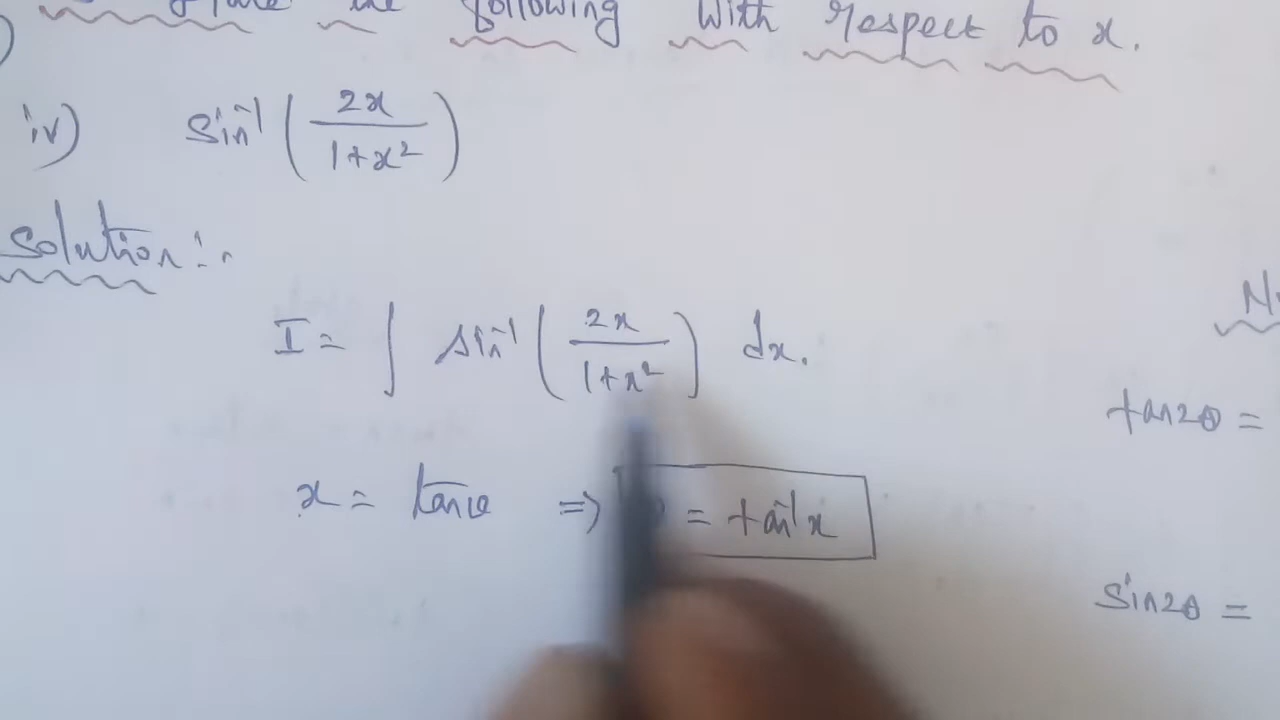 the following with respect to x.
iv) Sin⁻¹(2x/1+x²)
Solution:-
I = ∫ sin⁻¹(2x/1+x²) dx.
x = tanθ ⇒ = tan⁻¹x
tan2θ =
Sin2θ =